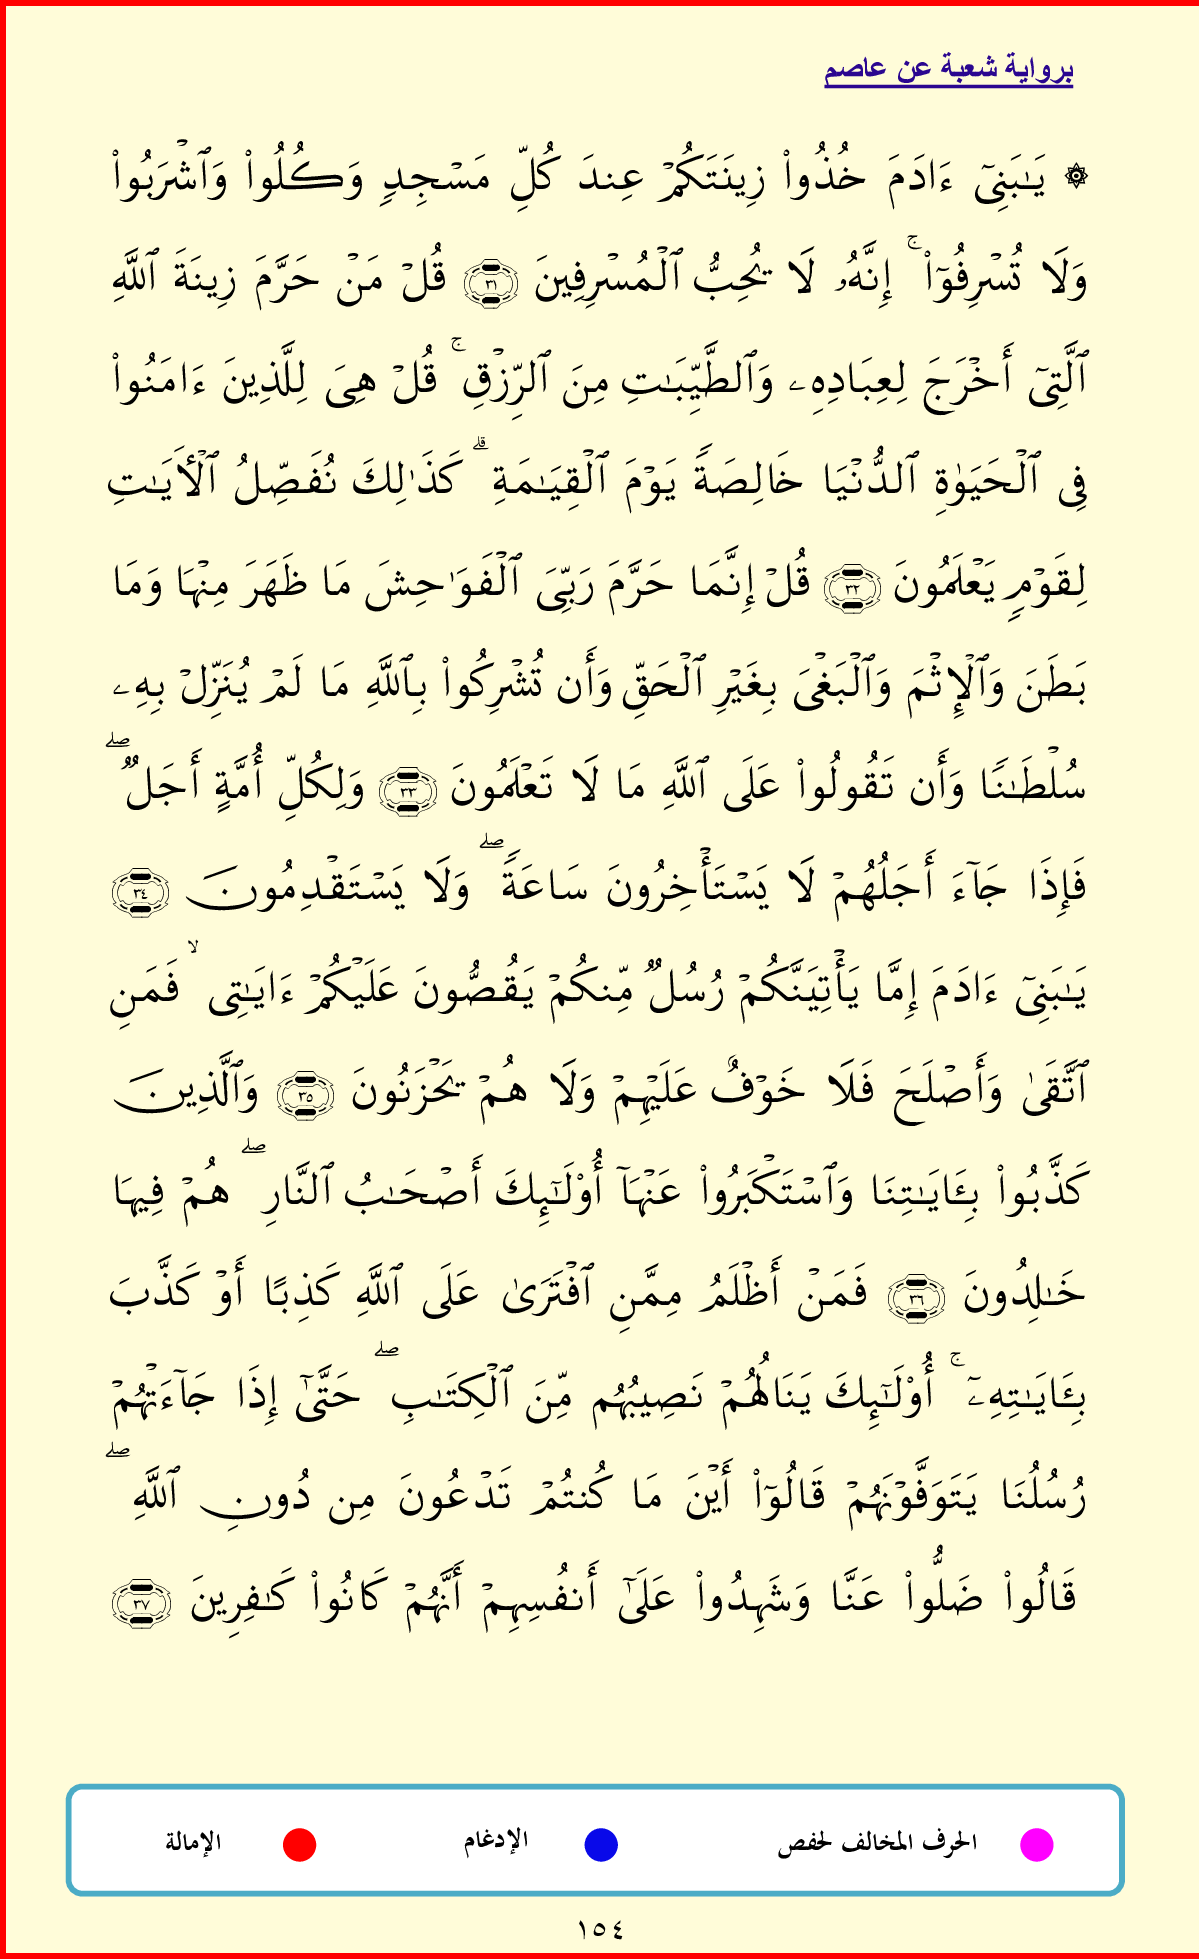 برواية شعبة عن عاصم
۞ يَـٰبَنِىٓ ءَادَمَ خُذُوا۟ زِينَتَكُمْ عِندَ كُلِّ مَسْجِدٍۢ وَكُلُوا۟ وَٱشْرَبُوا۟
وَلَا تُسْرِفُوٓا۟ ۚ إِنَّهُۥ لَا يُحِبُّ ٱلْمُسْرِفِينَ ٣١ قُلْ مَنْ حَرَّمَ زِينَةَ ٱللَّهِ
ٱلَّتِىٓ أَخْرَجَ لِعِبَادِهِۦ وَٱلطَّيِّبَـٰتِ مِنَ ٱلرِّزْقِ ۚ قُلْ هِىَ لِلَّذِينَ ءَامَنُوا۟
فِى ٱلْحَيَوٰةِ ٱلدُّنْيَا خَالِصَةًۭ يَوْمَ ٱلْقِيَـٰمَةِ ۗ كَذَٰلِكَ نُفَصِّلُ ٱلْـَٔايَـٰتِ
لِقَوْمٍۢ يَعْلَمُونَ ٣٢ قُلْ إِنَّمَا حَرَّمَ رَبِّىَ ٱلْفَوَٰحِشَ مَا ظَهَرَ مِنْهَا وَمَا
بَطَنَ وَٱلْإِثْمَ وَٱلْبَغْىَ بِغَيْرِ ٱلْحَقِّ وَأَن تُشْرِكُوا۟ بِٱللَّهِ مَا لَمْ يُنَزِّلْ بِهِۦ
سُلْطَـٰنًۭا وَأَن تَقُولُوا۟ عَلَى ٱللَّهِ مَا لَا تَعْلَمُونَ ٣٣ وَلِكُلِّ أُمَّةٍ أَجَلٌۭ ۖ
فَإِذَا جَآءَ أَجَلُهُمْ لَا يَسْتَأْخِرُونَ سَاعَةًۭ ۖ وَلَا يَسْتَقْدِمُونَ ٣٤
يَـٰبَنِىٓ ءَادَمَ إِمَّا يَأْتِيَنَّكُمْ رُسُلٌۭ مِّنكُمْ يَقُصُّونَ عَلَيْكُمْ ءَايَـٰتِى ۙ فَمَنِ
ٱتَّقَىٰ وَأَصْلَحَ فَلَا خَوْفٌ عَلَيْهِمْ وَلَا هُمْ يَحْزَنُونَ ٣٥ وَٱلَّذِينَ
كَذَّبُوا۟ بِـَٔايَـٰتِنَا وَٱسْتَكْبَرُوا۟ عَنْهَآ أُو۟لَـٰٓئِكَ أَصْحَـٰبُ ٱلنَّارِ ۖ هُمْ فِيهَا
خَـٰلِدُونَ ٣٦ فَمَنْ أَظْلَمُ مِمَّنِ ٱفْتَرَىٰ عَلَى ٱللَّهِ كَذِبًا أَوْ كَذَّبَ
بِـَٔايَـٰتِهِۦٓ ۚ أُو۟لَـٰٓئِكَ يَنَالُهُمْ نَصِيبُهُم مِّنَ ٱلْكِتَـٰبِ ۖ حَتَّىٰٓ إِذَا جَآءَتْهُمْ
رُسُلُنَا يَتَوَفَّوْنَهُمْ قَالُوٓا۟ أَيْنَ مَا كُنتُمْ تَدْعُونَ مِن دُونِ ٱللَّهِ ۖ
قَالُوا۟ ضَلُّوا۟ عَنَّا وَشَهِدُوا۟ عَلَىٰٓ أَنفُسِهِمْ أَنَّهُمْ كَانُوا۟ كَـٰفِرِينَ ٣٧
الحرف المخالف لحفص الإدغام الإمالة
١٥٤